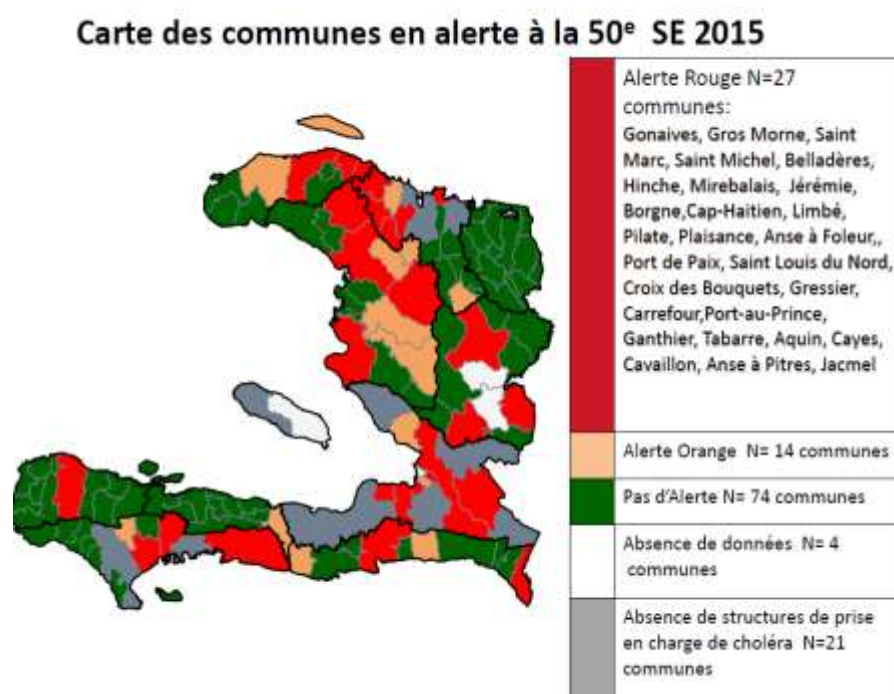 Carte des communes en alerte à la 50e SE 2015
Alerte Rouge N=27
communes:
Gonaives, Gros Morne, Saint
Marc, Saint Michel, Belladères,
Hinche, Mirebalais, Jérémie,
Borgne,Cap-Haitien, Limbé,
Pilate, Plaisance, Anse à Foleur,,
Port de Paix, Saint Louis du Nord,
Croix des Bouquets, Gressier,
Carrefour,Port-au-Prince,
Ganthier, Tabarre, Aquin, Cayes,
Cavaillon, Anse à Pitres, Jacmel
Alerte Orange N= 14 communes
Pas d'Alerte N= 74 communes
Absence de données N= 4
communes
Absence de structures de prise
en charge de choléra N=21
communes